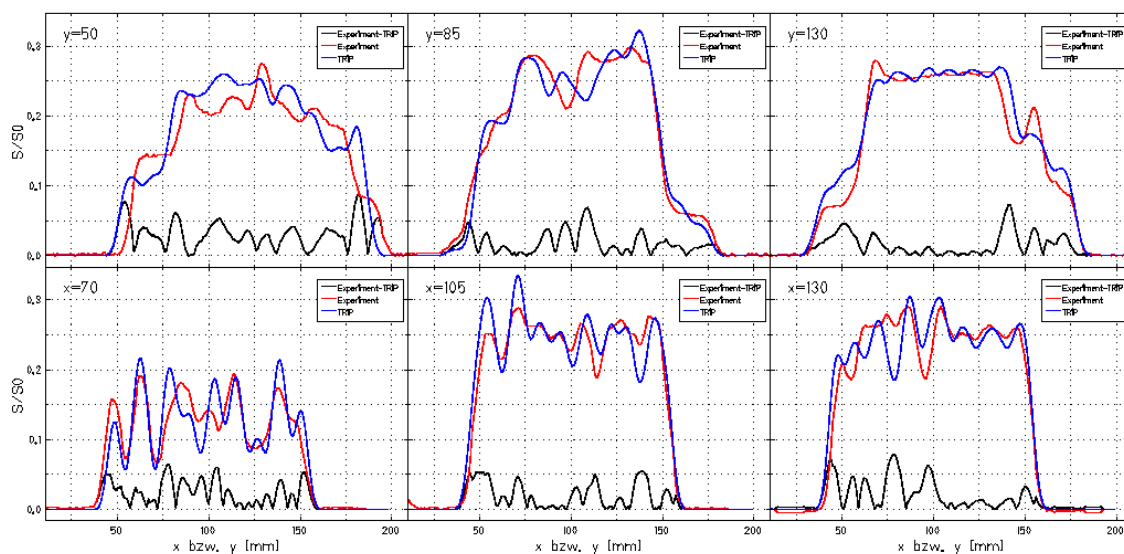 y=50
Experiment-TRiP
Experiment
TRiP
y=85
Experiment-TRiP
Experiment
TRiP
y=130
Experiment-TRiP
Experiment
TRiP
0.3
0.2
0.1
0.0
S/S0
x=70
Experiment-TRiP
Experiment
TRiP
x=105
Experiment-TRiP
Experiment
TRiP
x=130
Experiment-TRiP
Experiment
TRiP
0.3
0.2
0.1
0.0
S/S0
50 100 150 200
50 100 150 200
50 100 150 200
x bzw. y [mm]
x bzw. y [mm]
x bzw. y [mm]